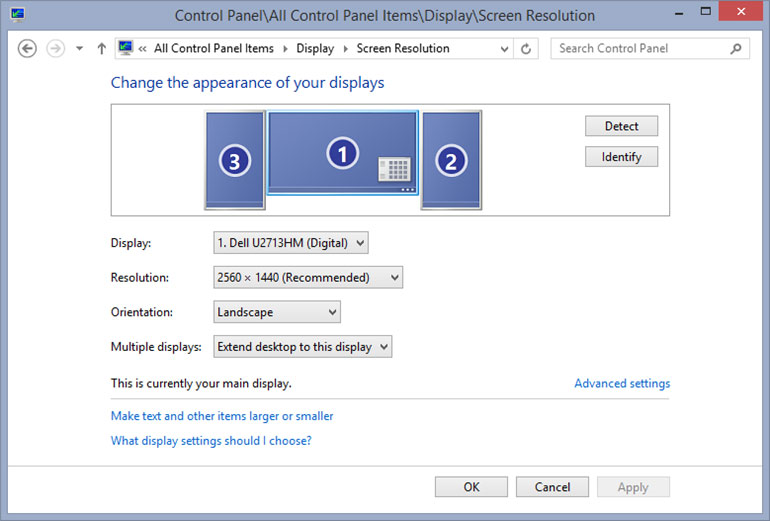 Control Panel\All Control Panel Items\Display\Screen Resolution
« All Control Panel Items Display Screen Resolution Search Control Panel
Change the appearance of your displays
3 1 2
Detect
Identify
Display: 1. Dell U2713HM (Digital)
Resolution: 2560 × 1440 (Recommended)
Orientation: Landscape
Multiple displays: Extend desktop to this display
This is currently your main display. Advanced settings
Make text and other items larger or smaller
What display settings should I choose?
OK Cancel Apply